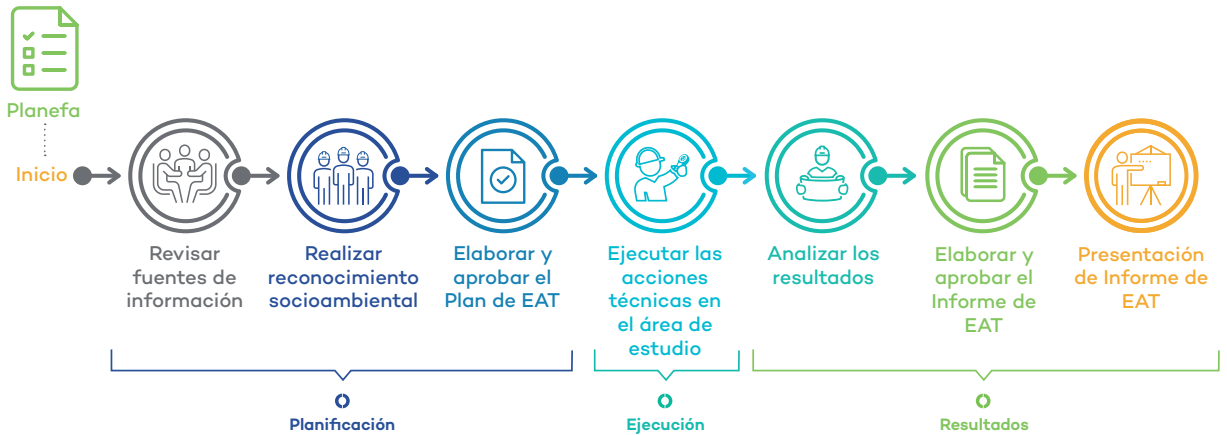 Planefa
Inicio
Revisar
fuentes de
información
Realizar
reconocimiento
socioambiental
Elaborar y
aprobar el
Plan de EAT
Ejecutar las
acciones
técnicas en
el área de
estudio
Analizar los
resultados
Elaborar y
aprobar el
Informe de
EAT
Presentación
de Informe de
EAT
Planificación
Ejecución
Resultados